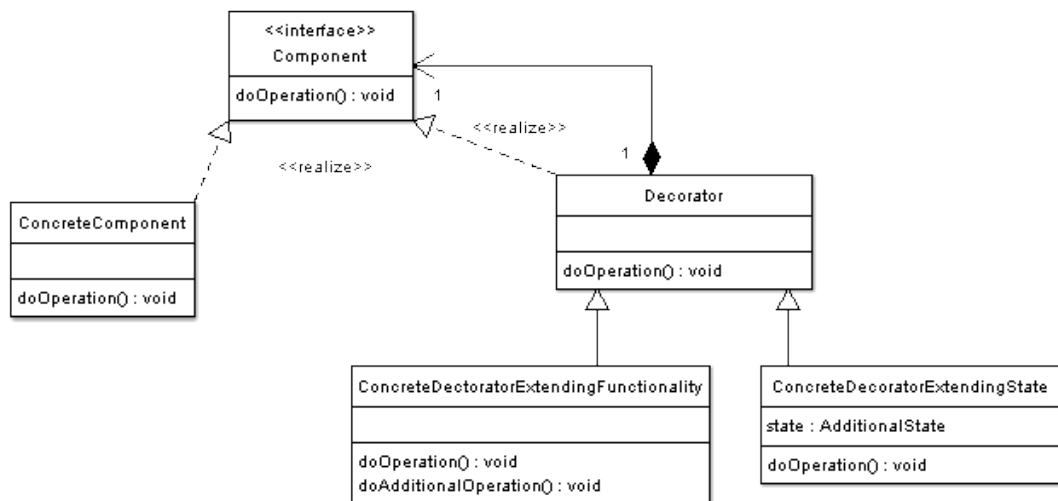 <<interface>>
Component
doOperation() : void
1
<<realize>>
<<realize>>
1
Decorator
doOperation() : void
ConcreteComponent
doOperation() : void
ConcreteDectoratorExtendingFunctionality
doOperation() : void
doAdditionalOperation() : void
ConcreteDecoratorExtendingState
state : AdditionalState
doOperation() : void